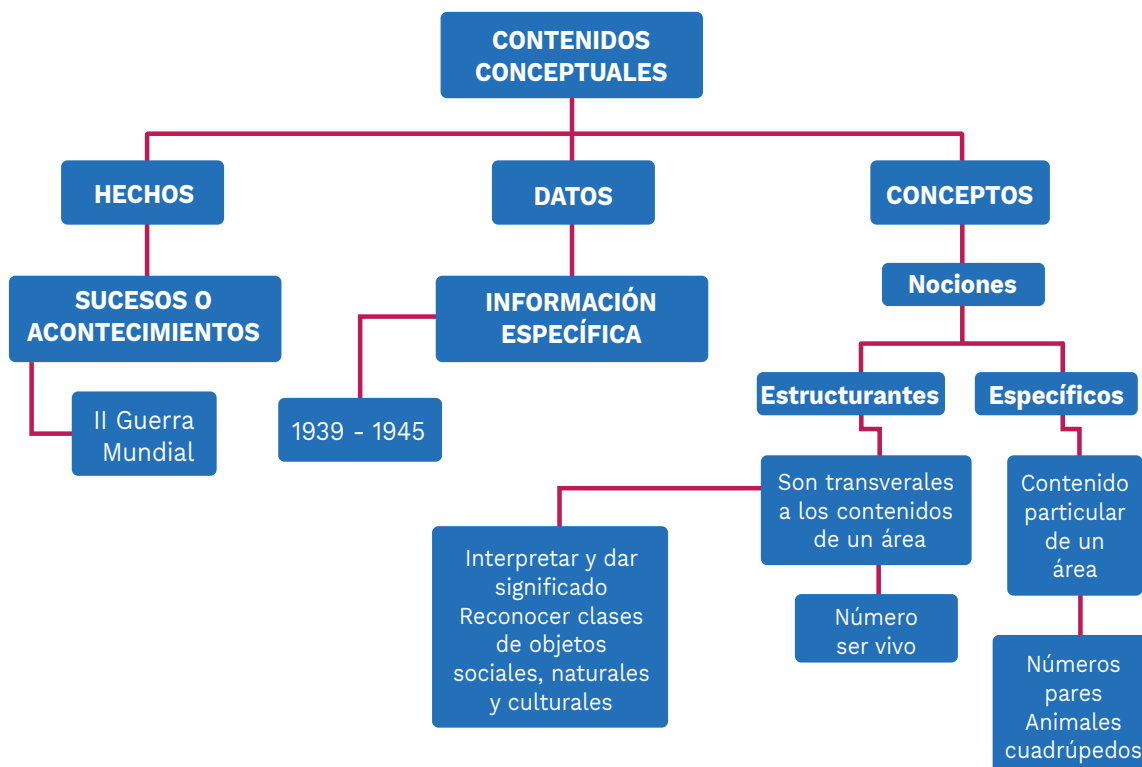 CONTENIDOS
CONCEPTUALES
HECHOS
DATOS
CONCEPTOS
SUCESOS O
ACONTECIMIENTOS
INFORMACIÓN
ESPECÍFICA
Nociones
II Guerra
Mundial
1939 - 1945
Estructurantes
Específicos
Son transverales
a los contenidos
de un área
Contenido
particular
de un
área
Interpretar y dar
significado
Reconocer clases
de objetos
sociales, naturales
y culturales
Número
ser vivo
Números
pares
Animales
cuadrúpedos